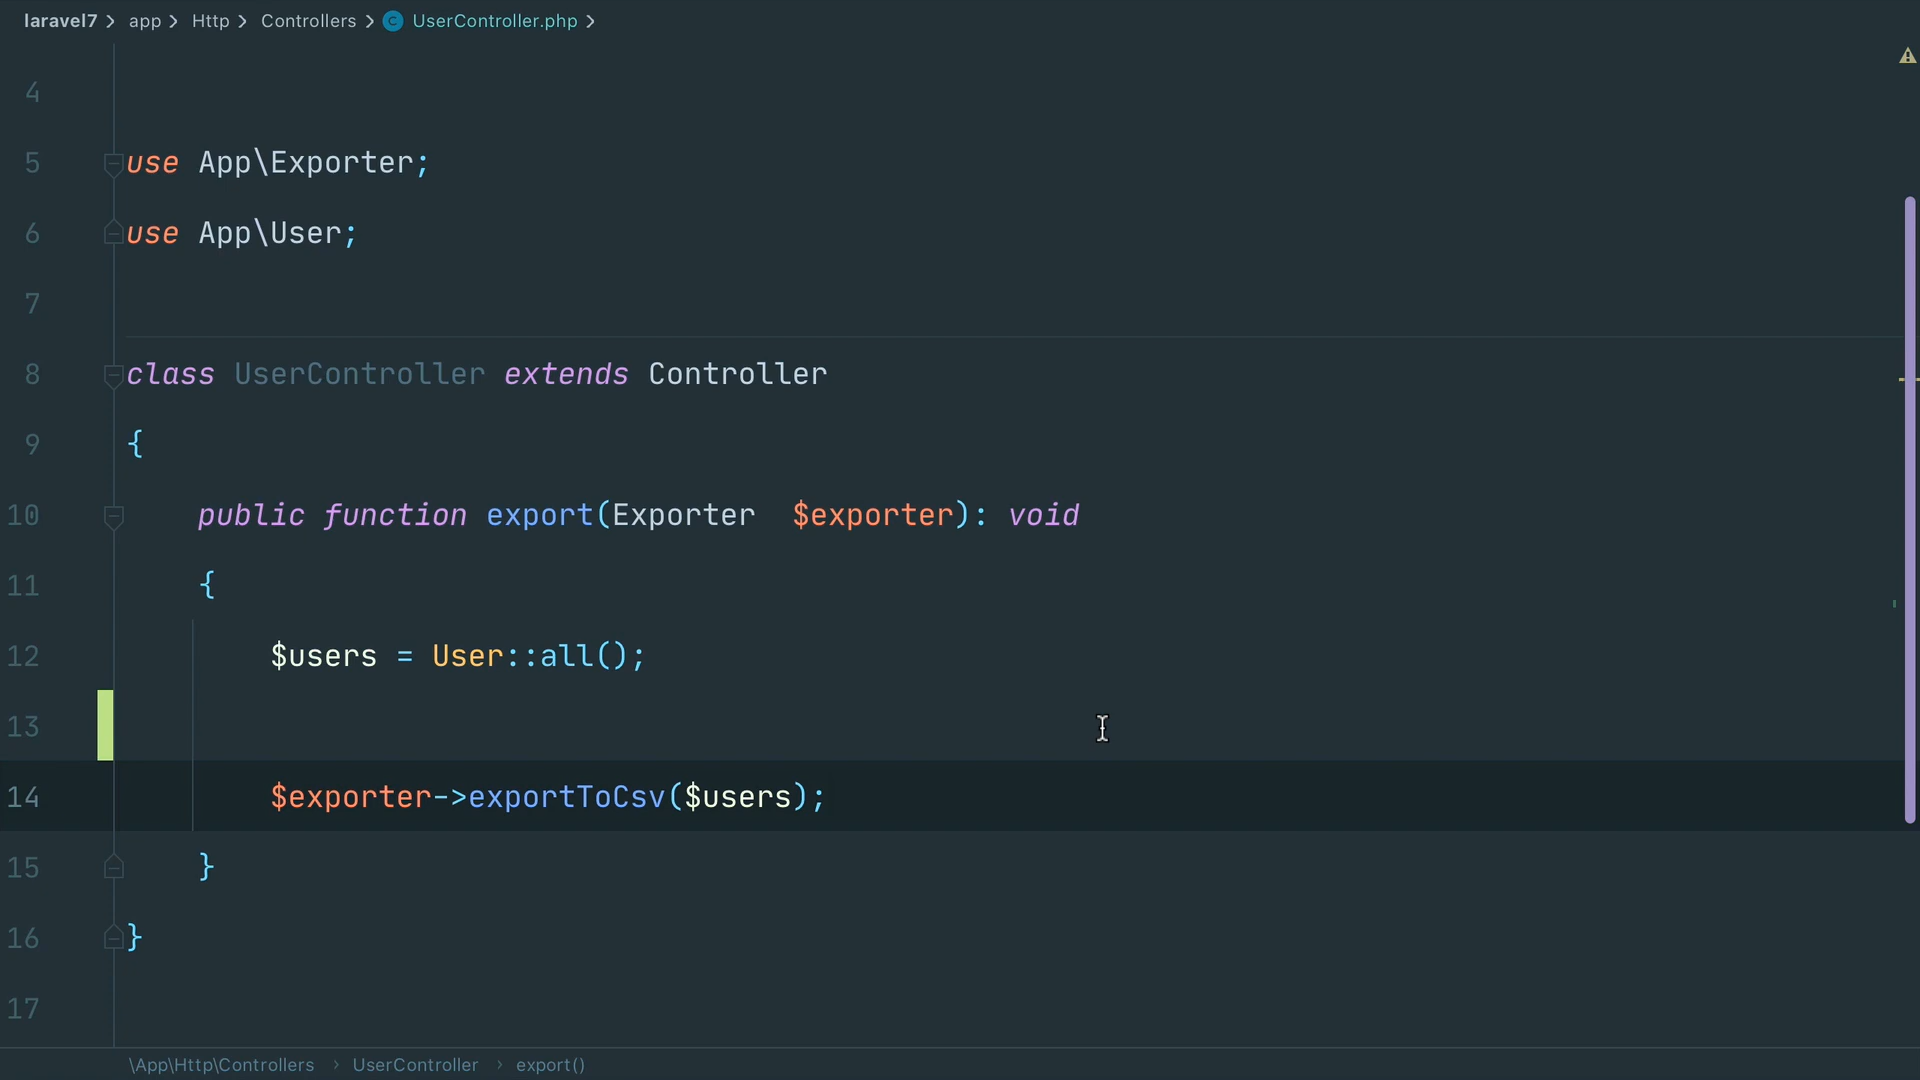 laravel7 > app > Http > Controllers > C UserController.php >
4
5 use App\Exporter;
6 use App\User;
7
8 class UserController extends Controller
9 {
10     public function export(Exporter  $exporter): void
11     {
12         $users = User::all();
13
14         $exporter->exportToCsv($users);
15     }
16 }
17
\App\Http\Controllers > UserController > export()